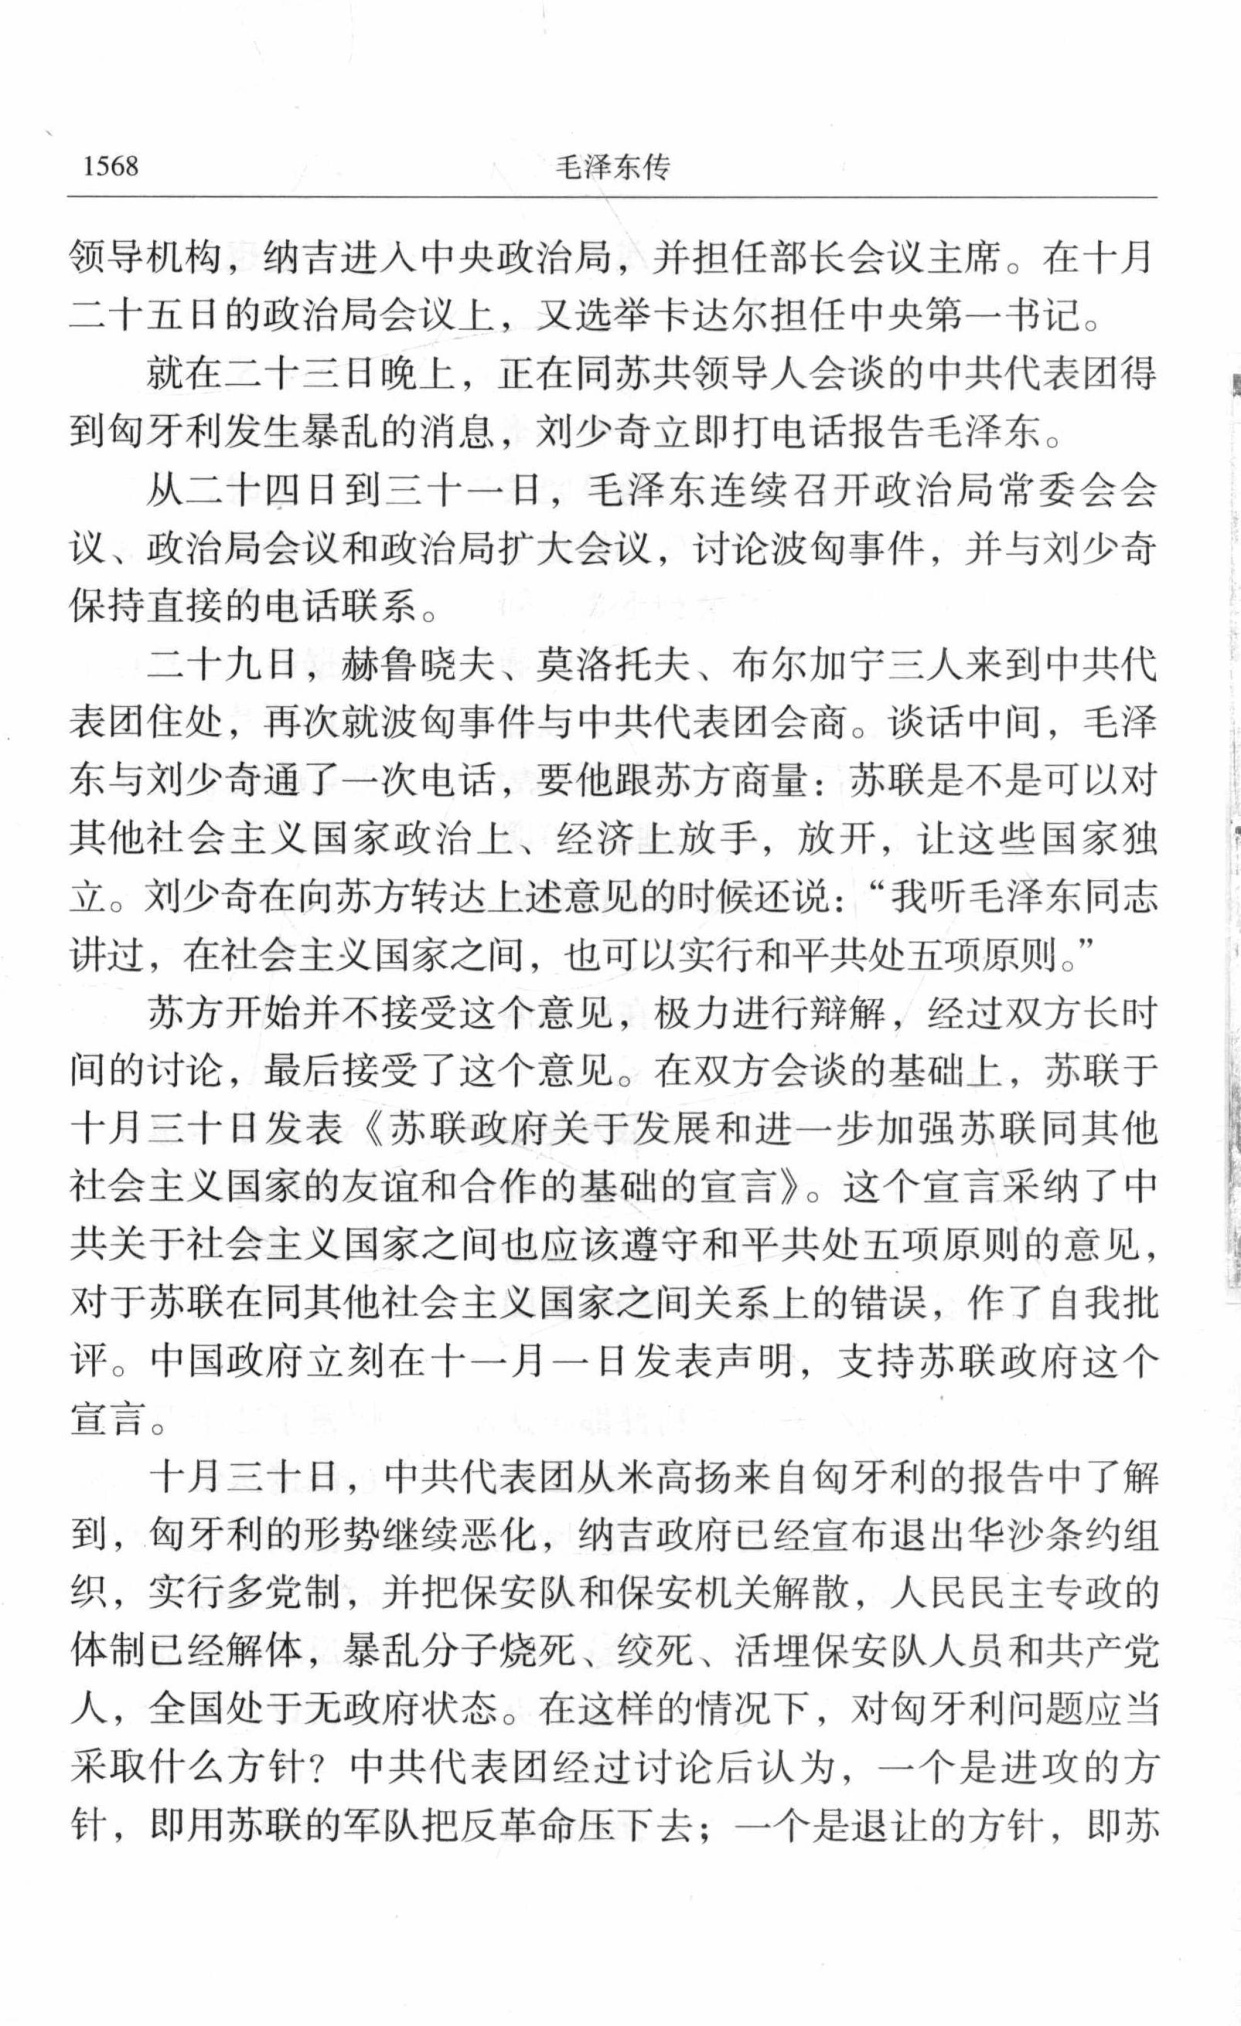 1568
毛泽东传
领导机构，纳吉进入中央政治局，并担任部长会议主席。在十月
二十五日的政治局会议上，又选举卡达尔担任中央第一书记。
就在二十三日晚上，正在同苏共领导人会谈的中共代表团得
到匈牙利发生暴乱的消息，刘少奇立即打电话报告毛泽东。
从二十四日到三十一日，毛泽东连续召开政治局常委会会
议、政治局会议和政治局扩大会议，讨论波匈事件，并与刘少奇
保持直接的电话联系。
二十九日，赫鲁晓夫、莫洛托夫、布尔加宁三人来到中共代
表团住处，再次就波匈事件与中共代表团会商。谈话中间，毛泽
东与刘少奇通了一次电话，要他跟苏方商量：苏联是不是可以对
其他社会主义国家政治上、经济上放手，放开，让这些国家独
立。刘少奇在向苏方转达上述意见的时候还说：“我听毛泽东同志
讲过，在社会主义国家之间，也可以实行和平共处五项原则。”
苏方开始并不接受这个意见，极力进行辩解，经过双方长时
间的讨论，最后接受了这个意见。在双方会谈的基础上，苏联于
十月三十日发表《苏联政府关于发展和进一步加强苏联同其他
社会主义国家的友谊和合作的基础的宣言》。这个宣言采纳了中
共关于社会主义国家之间也应该遵守和平共处五项原则的意见，
对于苏联在同其他社会主义国家之间关系上的错误，作了自我批
评。中国政府立刻在十一月一日发表声明，支持苏联政府这个
宣言。
十月三十日，中共代表团从米高扬来自匈牙利的报告中了解
到，匈牙利的形势继续恶化，纳吉政府已经宣布退出华沙条约组
织，实行多党制，并把保安队和保安机关解散，人民民主专政的
体制已经解体，暴乱分子烧死、绞死、活埋保安队人员和共产党
人，全国处于无政府状态。在这样的情况下，对匈牙利问题应当
采取什么方针？中共代表团经过讨论后认为，一个是进攻的方
针，即用苏联的军队把反革命压下去；一个是退让的方针，即苏